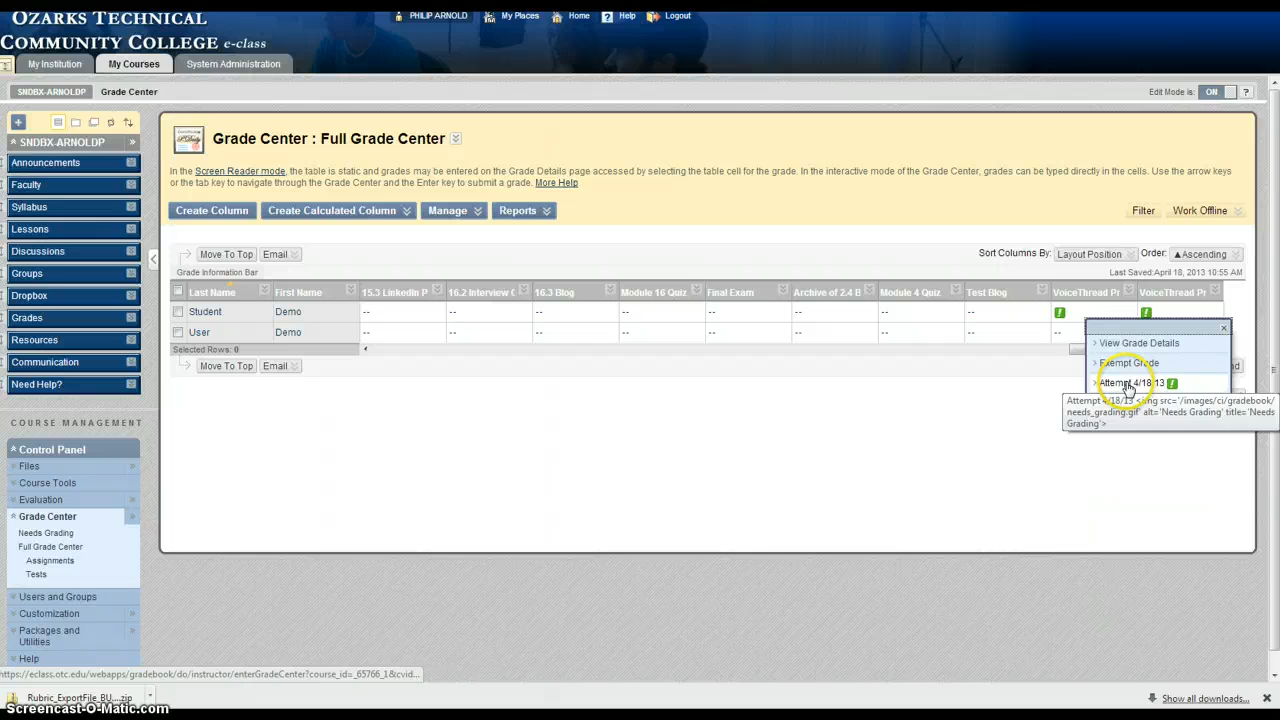 OZARKS TECHNICAL
COMMUNITY COLLEGE e-class
PHILIP ARNOLD My Places Home Help Logout
My Institution My Courses System Administration
SNDBX-ARNOLDP Grade Center
Edit Mode is: ON ?
SNDBX-ARNOLDP
Announcements
Faculty
Syllabus
Lessons
Discussions
Groups
Dropbox
Grades
Resources
Communication
Need Help?
COURSE MANAGEMENT
Control Panel
Files
Course Tools
Evaluation
Grade Center
Needs Grading
Full Grade Center
Assignments
Tests
Users and Groups
Customization
Packages and
Utilities
Help
Grade Center : Full Grade Center
In the Screen Reader mode, the table is static and grades may be entered on the Grade Details page accessed by selecting the table cell for the grade. In the interactive mode of the Grade Center, grades can be typed directly in the cells. Use the arrow keys
or the tab key to navigate through the Grade Center and the Enter key to submit a grade. More Help
Create Column Create Calculated Column Manage Reports
Filter Work Offline
Move To Top Email
Sort Columns By: Layout Position Order: ▲Ascending
Grade Information Bar
Last Saved:April 18, 2013 10:55 AM
Last Name First Name 15.3 LinkedIn P 16.2 Interview 16.3 Blog Module 16 Quiz Final Exam Archive of 2.4 B Module 4 Quiz Test Blog VoiceThread Pr VoiceThread Pr
Student Demo -- -- -- -- -- -- -- -- ! !
User Demo -- -- -- -- -- -- -- -- --
Selected Rows: 0
Move To Top Email
View Grade Details
Exempt Grade
Attempt 4/18/13 !
Attempt 4/18/13 <img src='/images/ci/gradebook/
needs_grading.gif' alt='Needs Grading' title='Needs
Grading'>
https://eclass.otc.edu/webapps/gradebook/do/instructor/enterGradeCenter?course_id=_65766_1&cvid...
Rubric_ExportFile_BU....zip
Show all downloads...
Screencast-O-Matic.com